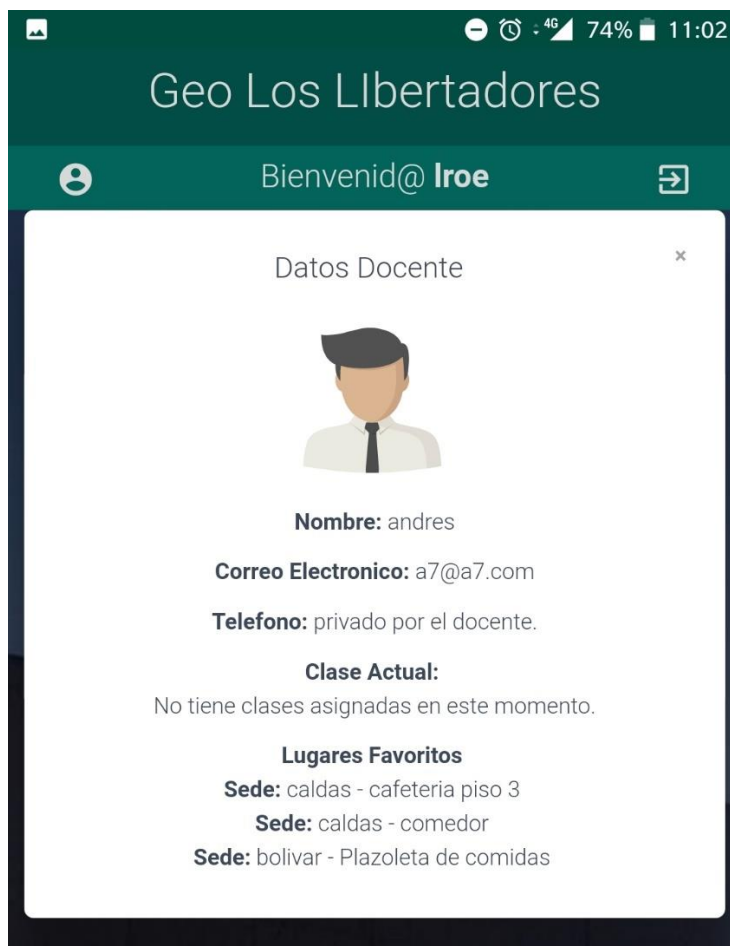 74% 11:02
4G
Geo Los LIbertadores
Bienvenid@ lroe
Datos Docente
×
Nombre: andres
Correo Electronico: a7@a7.com
Telefono: privado por el docente.
Clase Actual:
No tiene clases asignadas en este momento.
Lugares Favoritos
Sede: caldas - cafeteria piso 3
Sede: caldas - comedor
Sede: bolivar - Plazoleta de comidas